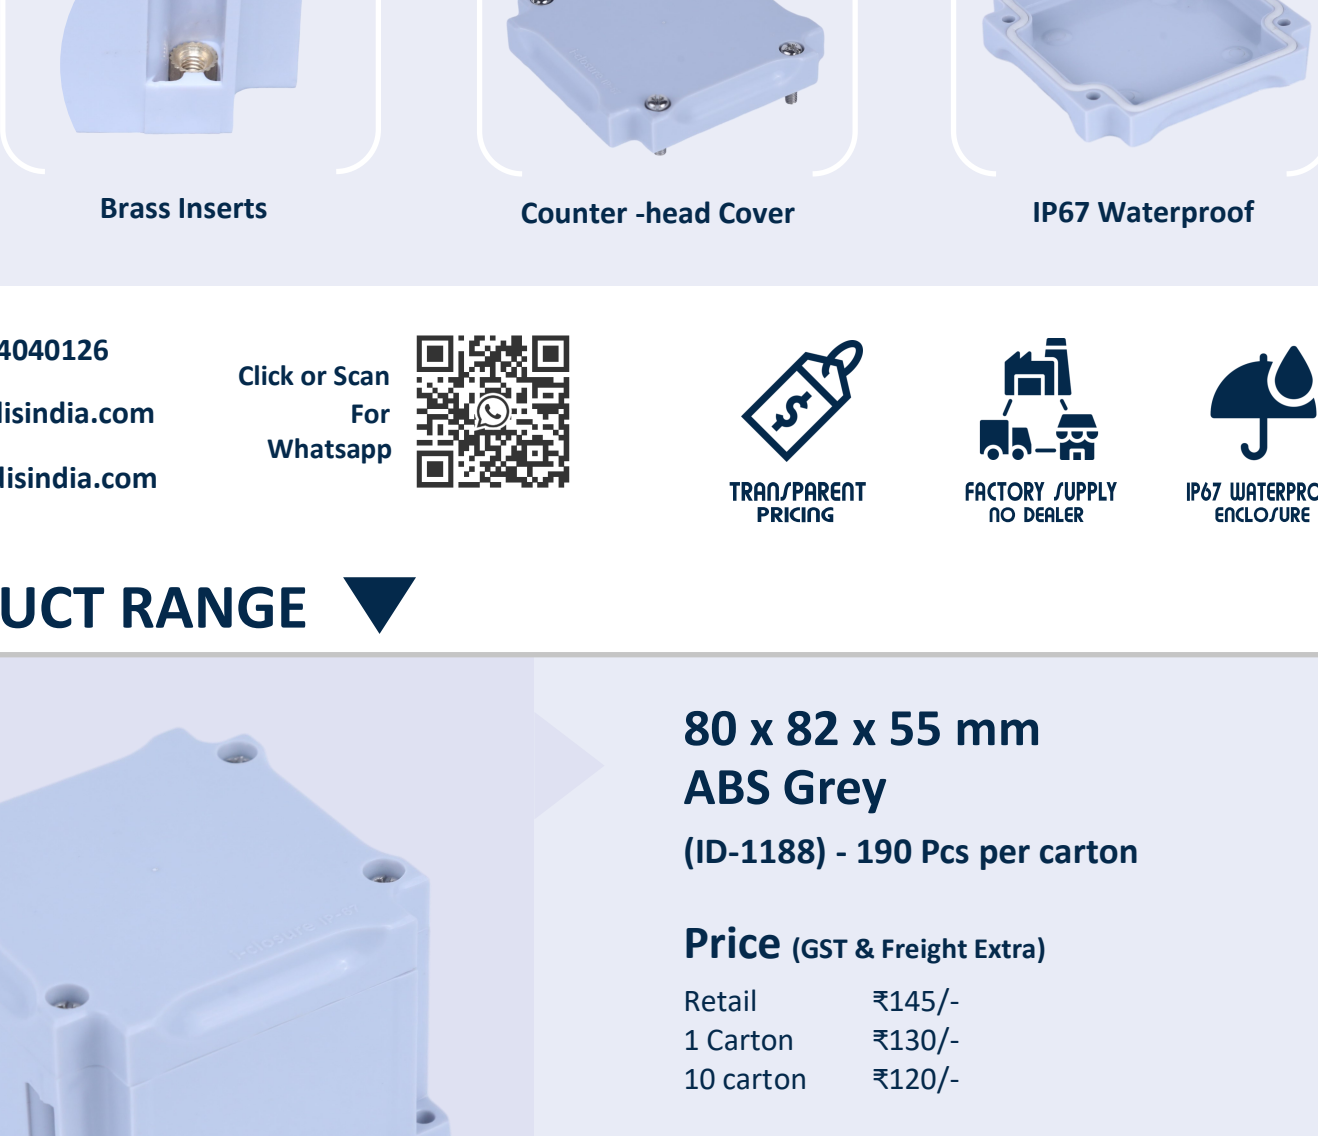 Brass Inserts
Counter -head Cover
IP67 Waterproof
4040126
lisindia.com
lisindia.com
Click or Scan
For
Whatsapp
TRANSPARENT
PRICING
FACTORY SUPPLY
NO DEALER
IP67 WATERPRO
ENCLOSURE
UCT RANGE
80 x 82 x 55 mm
ABS Grey
(ID-1188) - 190 Pcs per carton
Price (GST & Freight Extra)
Retail ₹145/-
1 Carton ₹130/-
10 carton ₹120/-